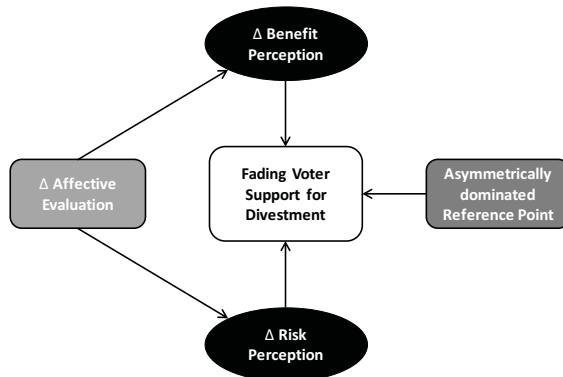 Δ Benefit
Perception
Δ Affective
Evaluation
Fading Voter
Support for
Divestment
Asymmetrically
dominated
Reference Point
Δ Risk
Perception